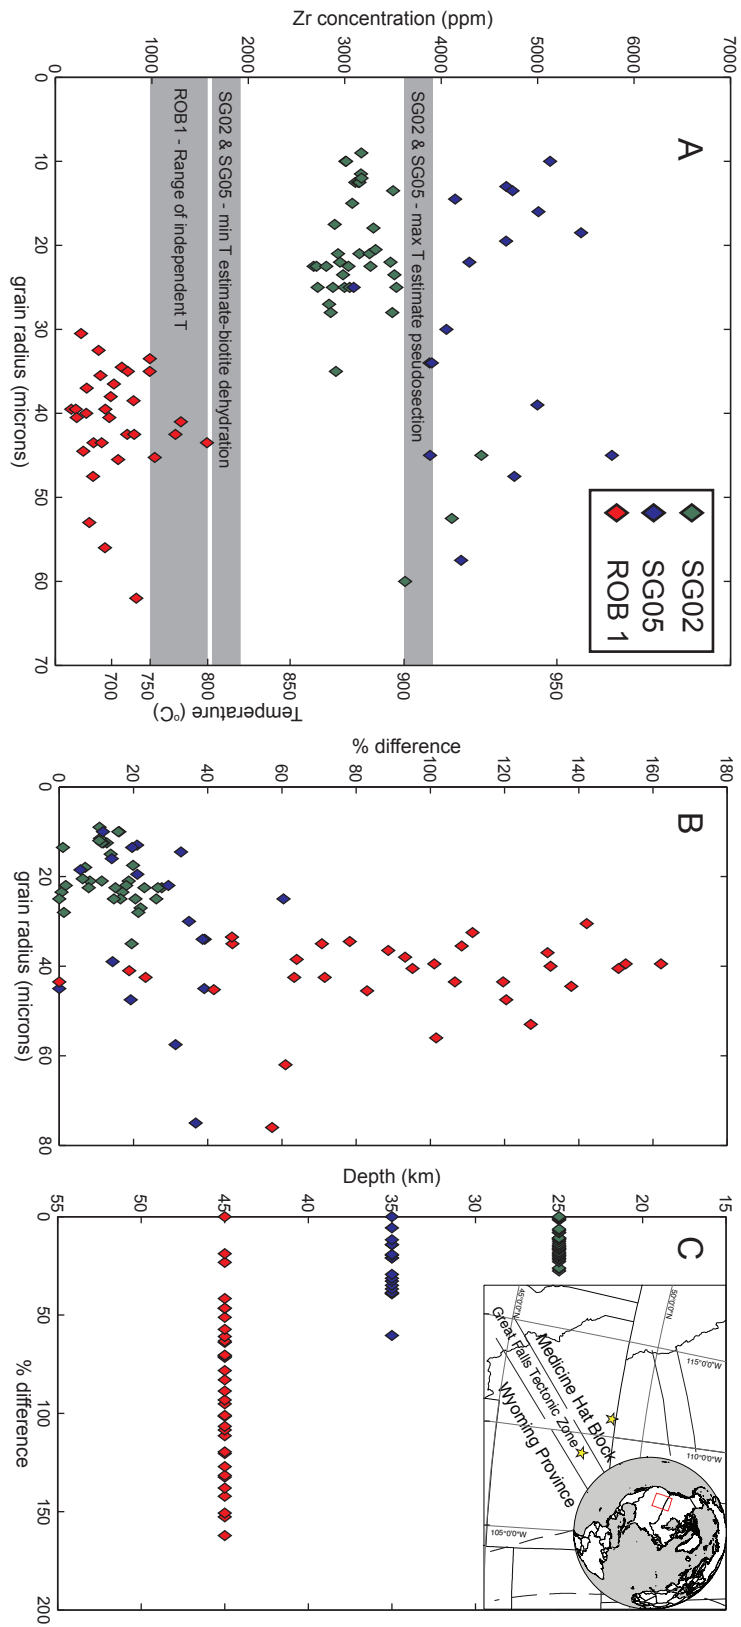 A
Zr concentration (ppm)
0
1000
2000
3000
4000
5000
6000
7000
0
10
20
30
40
50
60
70
grain radius (microns)
700
750
800
850
900
950
Temperature (°C)
ROB1 - Range of independent T
SG02 & SG05 - min T estimate-biotite dehydration
SG02 & SG05 - max T estimate pseudosection
SG02
SG05
ROB 1
B
% difference
0
20
40
60
80
100
120
140
160
180
0
20
40
60
80
grain radius (microns)
C
Depth (km)
55
50
45
40
35
30
25
20
15
0
50
100
150
200
% difference
50°0'0"N
45°0'0"N
115°0'0"W
110°0'0"W
105°0'0"W
Medicine Hat Block
Great Falls Tectonic Zone
Wyoming Province